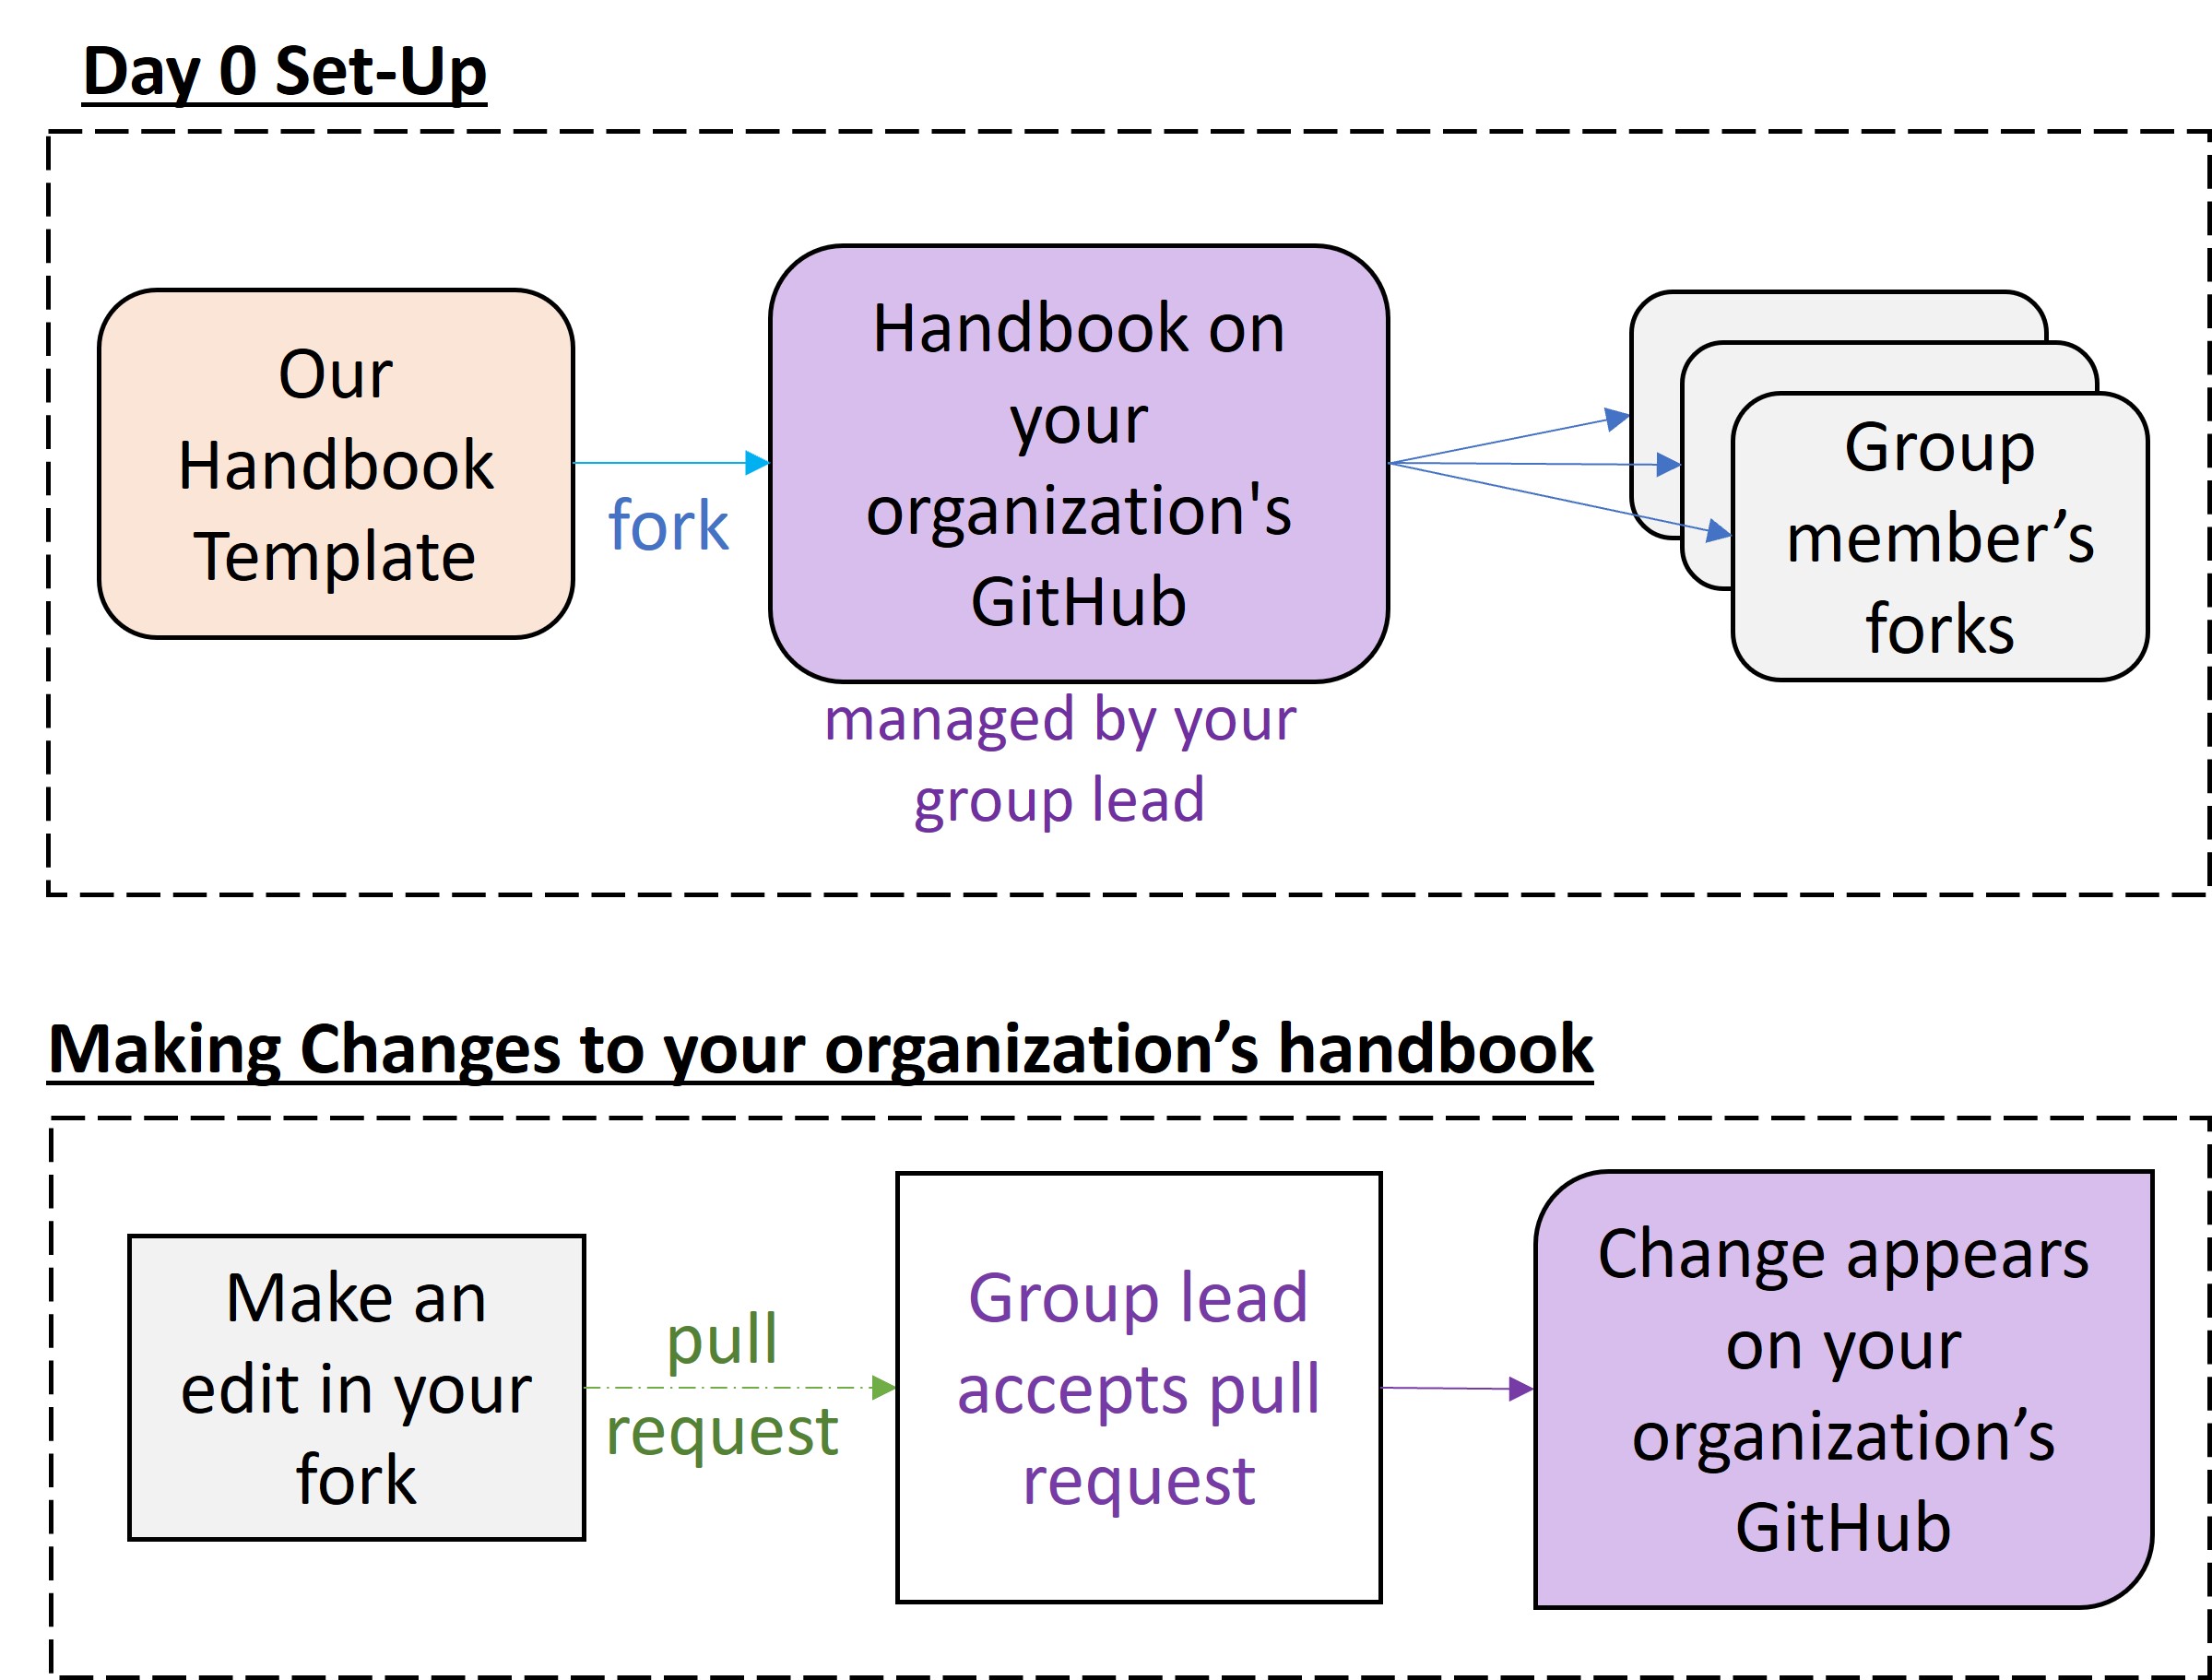 Day 0 Set-Up
Our
Handbook
Template
fork
Handbook on
your
organization's
GitHub
managed by your
group lead
Group
member’s
forks
Making Changes to your organization’s handbook
Make an
edit in your
fork
pull
request
Group lead
accepts pull
request
Change appears
on your
organization’s
GitHub